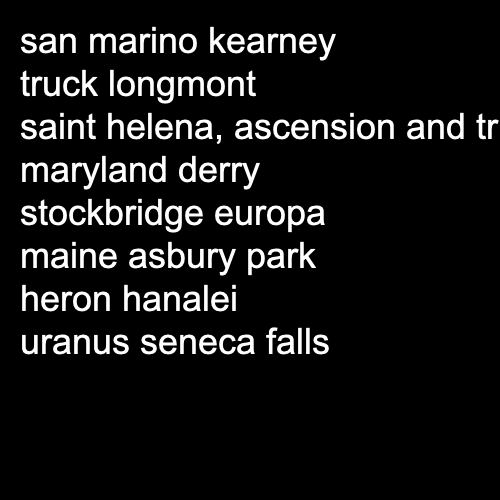 san marino kearney
truck longmont
saint helena, ascension and
maryland derry
stockbridge europa
maine asbury park
heron hanalei
uranus seneca falls